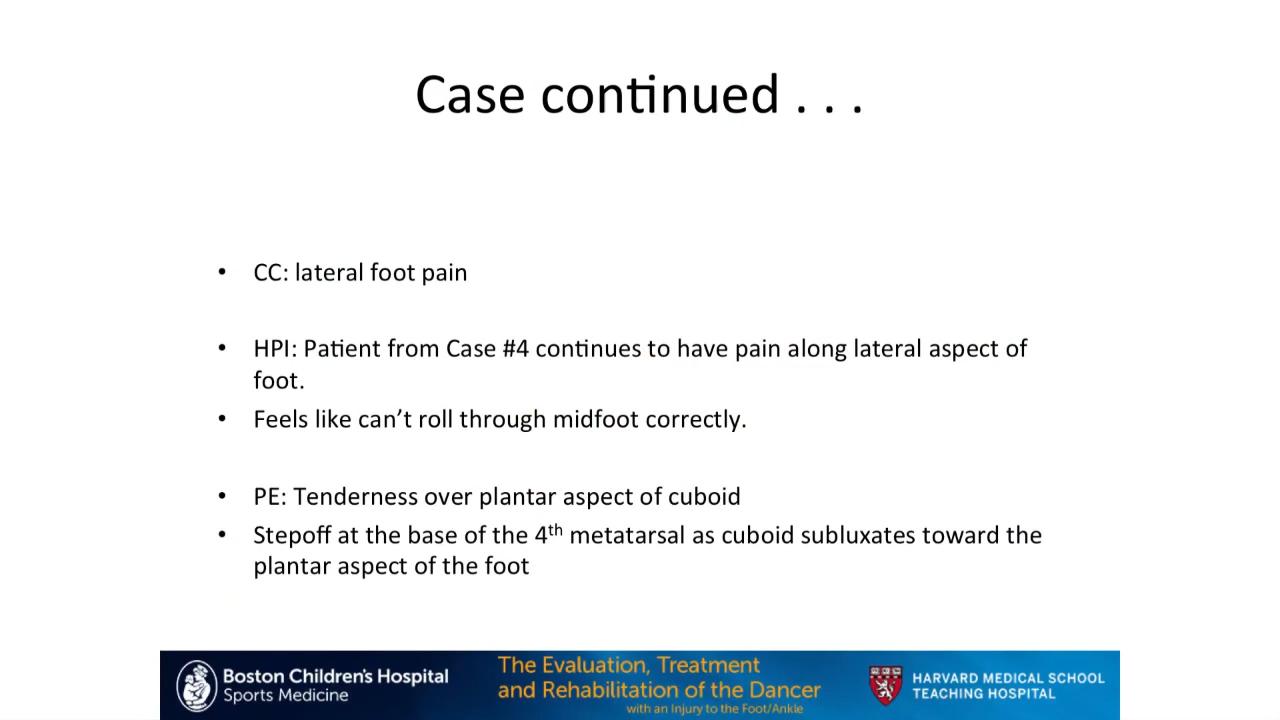 Case continued . . .
• CC: lateral foot pain
• HPI: Patient from Case #4 continues to have pain along lateral aspect of
foot.
• Feels like can’t roll through midfoot correctly.
• PE: Tenderness over plantar aspect of cuboid
• Stepoff at the base of the 4th metatarsal as cuboid subluxates toward the
plantar aspect of the foot
Boston Children's Hospital
Sports Medicine
The Evaluation, Treatment
and Rehabilitation of the Dancer
with an Injury to the Foot/Ankle
HARVARD MEDICAL SCHOOL
TEACHING HOSPITAL